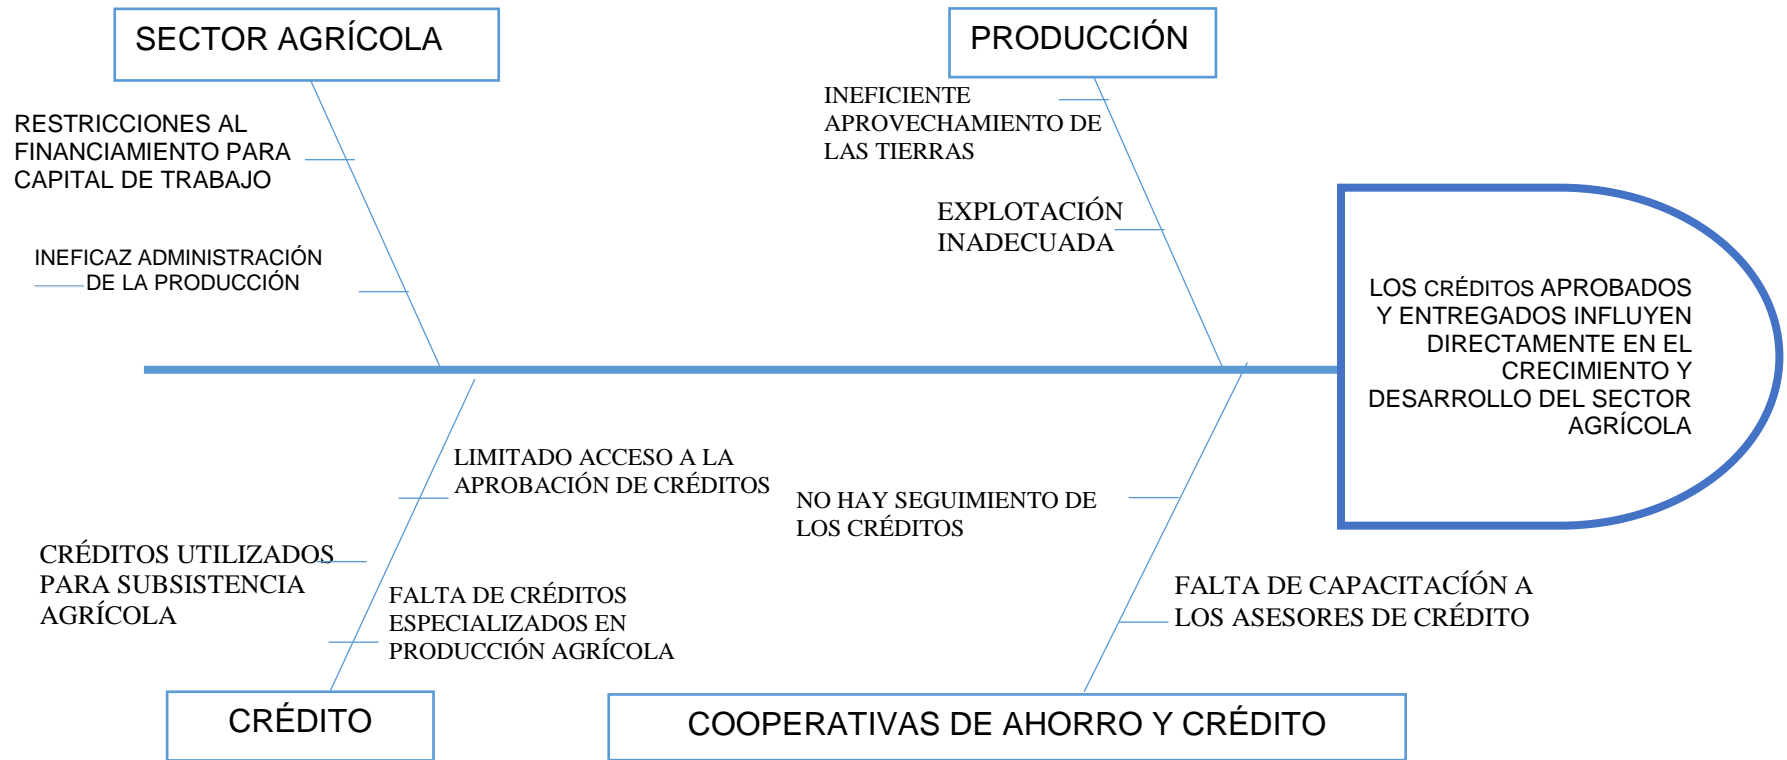 SECTOR AGRÍCOLA
PRODUCCIÓN
RESTRICCIONES AL
FINANCIAMIENTO PARA
CAPITAL DE TRABAJO
INEFICAZ ADMINISTRACIÓN
DE LA PRODUCCIÓN
INEFICIENTE
APROVECHAMIENTO DE
LAS TIERRAS
EXPLOTACIÓN
INADECUADA
LOS CRÉDITOS APROBADOS
Y ENTREGADOS INFLUYEN
DIRECTAMENTE EN EL
CRECIMIENTO Y
DESARROLLO DEL SECTOR
AGRÍCOLA
LIMITADO ACCESO A LA
APROBACIÓN DE CRÉDITOS
CRÉDITOS UTILIZADOS
PARA SUBSISTENCIA
AGRÍCOLA
FALTA DE CRÉDITOS
ESPECIALIZADOS EN
PRODUCCIÓN AGRÍCOLA
NO HAY SEGUIMIENTO DE
LOS CRÉDITOS
FALTA DE CAPACITACÍÓN A
LOS ASESORES DE CRÉDITO
CRÉDITO
COOPERATIVAS DE AHORRO Y CRÉDITO